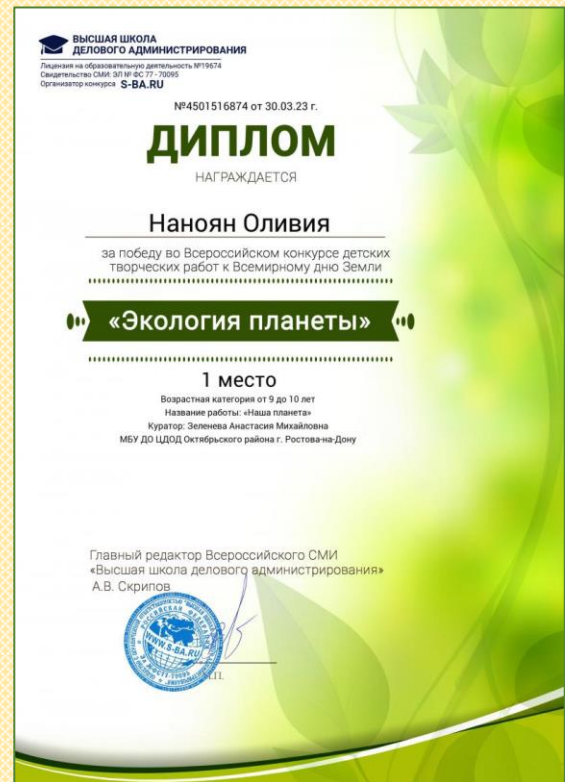 ВЫСШАЯ ШКОЛА
ДЕЛОВОГО АДМИНИСТРИРОВАНИЯ
Лицензия на образовательную деятельность №19674
Свидетельство СМИ: ЭЛ № ФС 77 - 70095
Организатор конкурса S-BA.RU
№4501516874 от 30.03.23 г.
ДИПЛОМ
НАГРАЖДАЕТСЯ
Наноян Оливия
за победу во Всероссийском конкурсе детских
творческих работ к Всемирному дню Земли
«Экология планеты»
1 место
Возрастная категория от 9 до 10 лет
Название работы: «Наша планета»
Куратор: Зеленева Анастасия Михайловна
МБУ ДО ЦДОД Октябрьского района г. Ростова-на-Дону
Главный редактор Всероссийского СМИ
«Высшая школа делового администрирования»
А.В. Скрипов
РОССИЙСКАЯ ФЕДЕРАЦИЯ
WWW.S-BA.RU
М.П.